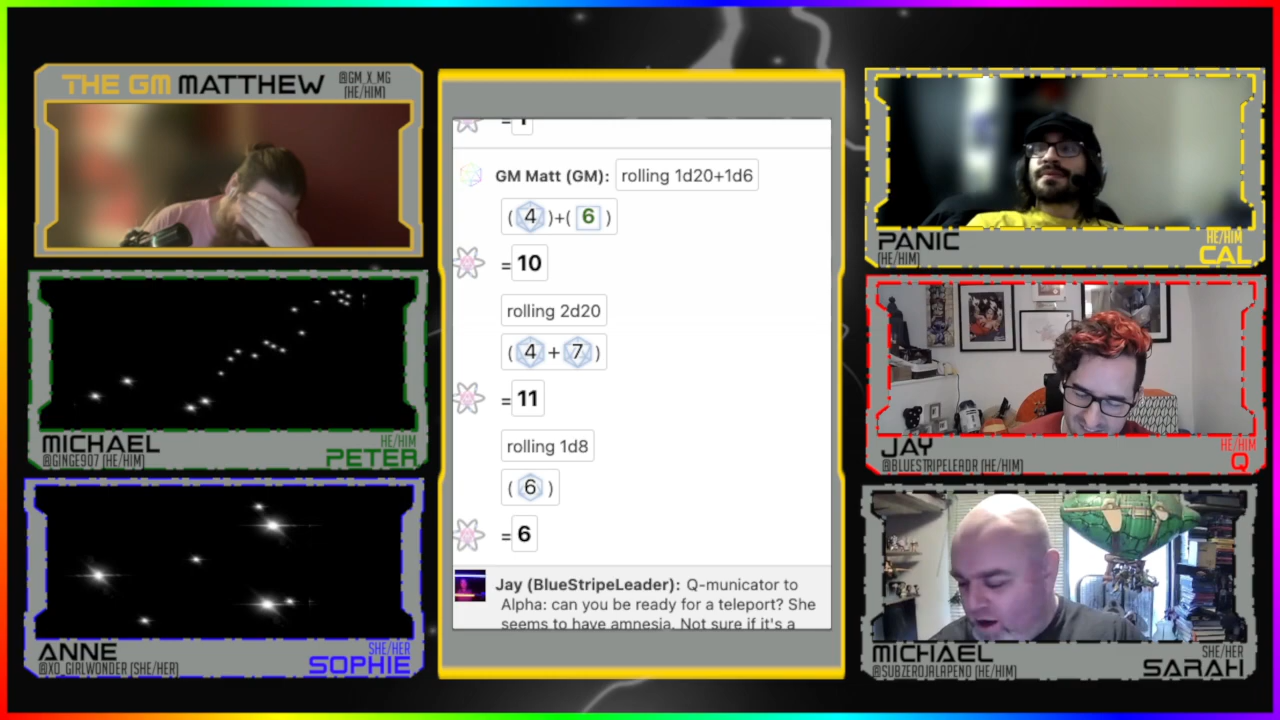 THE GM MATTHEW
@GM_X_MG
(HE/HIM)
MICHAEL
@GINGE907 (HE/HIM)
HE/HIM
PETER
ANNE
@XO_GIRLWONDER (SHE/HER)
SHE/HER
SOPHIE
GM Matt (GM): rolling 1d20+1d6
(4)+(6)
=10
rolling 2d20
(4+7)
=11
rolling 1d8
(6)
=6
Jay (BlueStripeLeader): Q-municator to
Alpha: can you be ready for a teleport? She
seems to have amnesia. Not sure if it's a
PANIC
(HE/HIM)
HE/HIM
CAL
JAY
@BLUESTRIPELEADR (HE/HIM)
HE/HIM
Q
MICHAEL
@SUBZEROJALAPENO (HE/HIM)
SHE/HER
SARAH